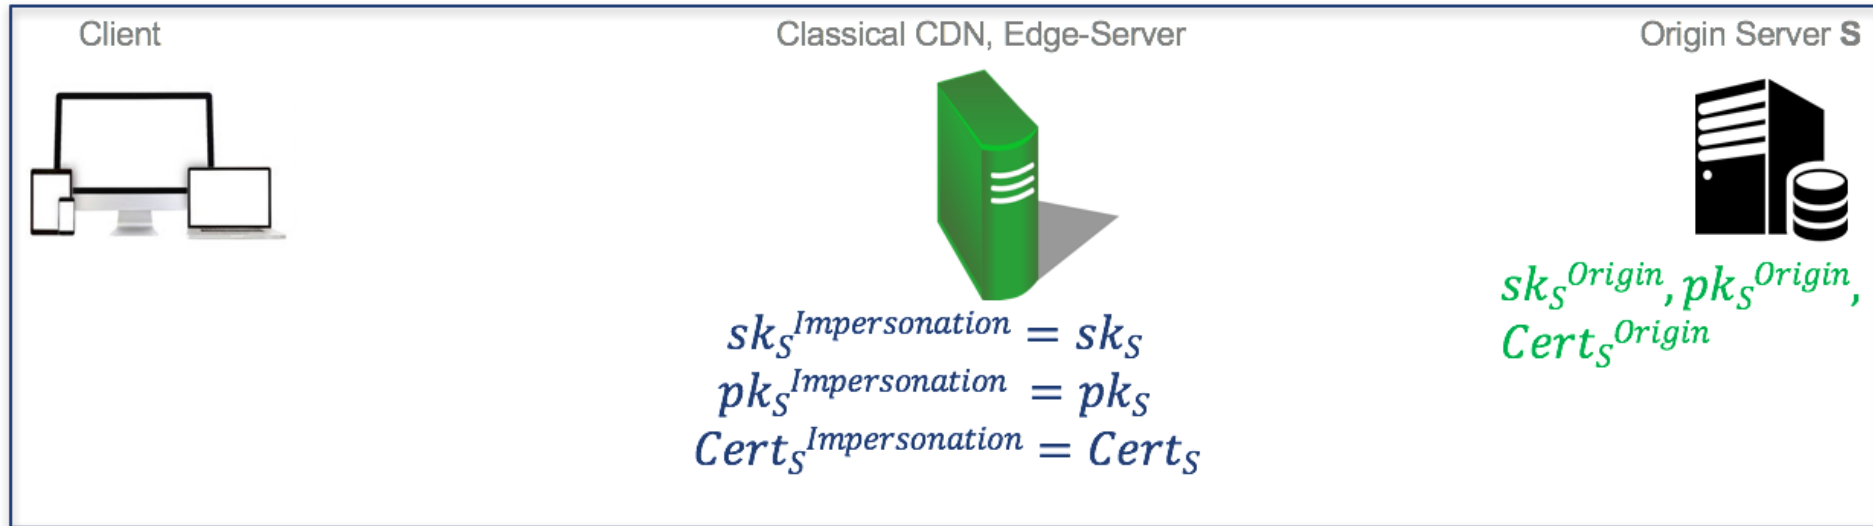 Client
Classical CDN, Edge-Server
Origin Server S
sk_S^Impersonation = sk_S
pk_S^Impersonation = pk_S
Cert_S^Impersonation = Cert_S
sk_S^Origin, pk_S^Origin,
Cert_S^Origin